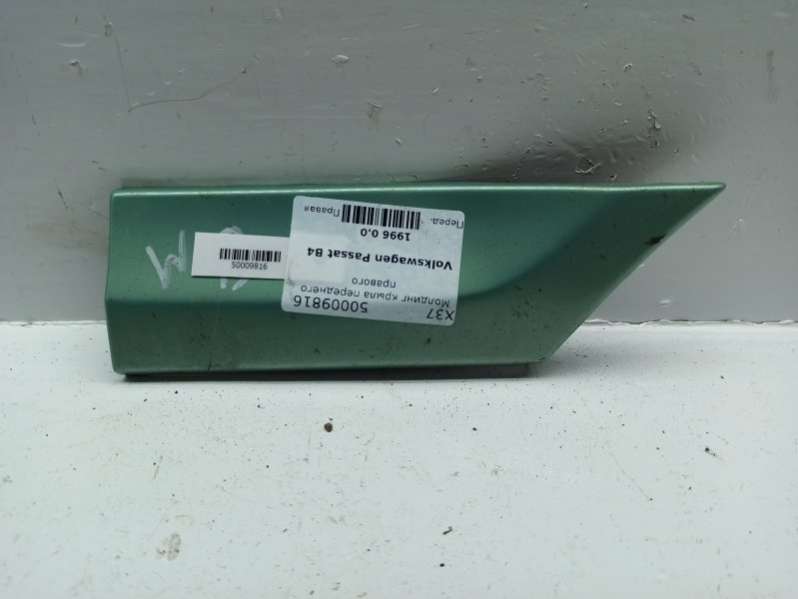 X37
50009816
Молдинг крыла переднего
правого
Volkswagen Passat B4
1996 0.0
Перед. Правая
50009816